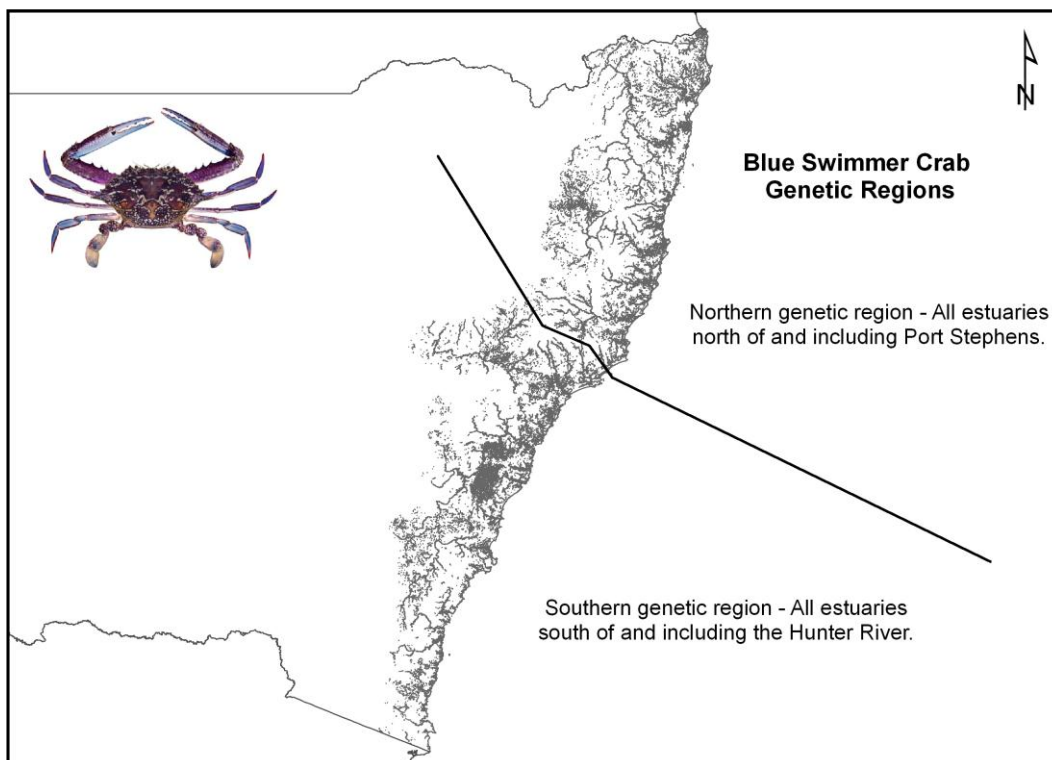 N
Blue Swimmer Crab
Genetic Regions
Northern genetic region - All estuaries
north of and including Port Stephens.
Southern genetic region - All estuaries
south of and including the Hunter River.